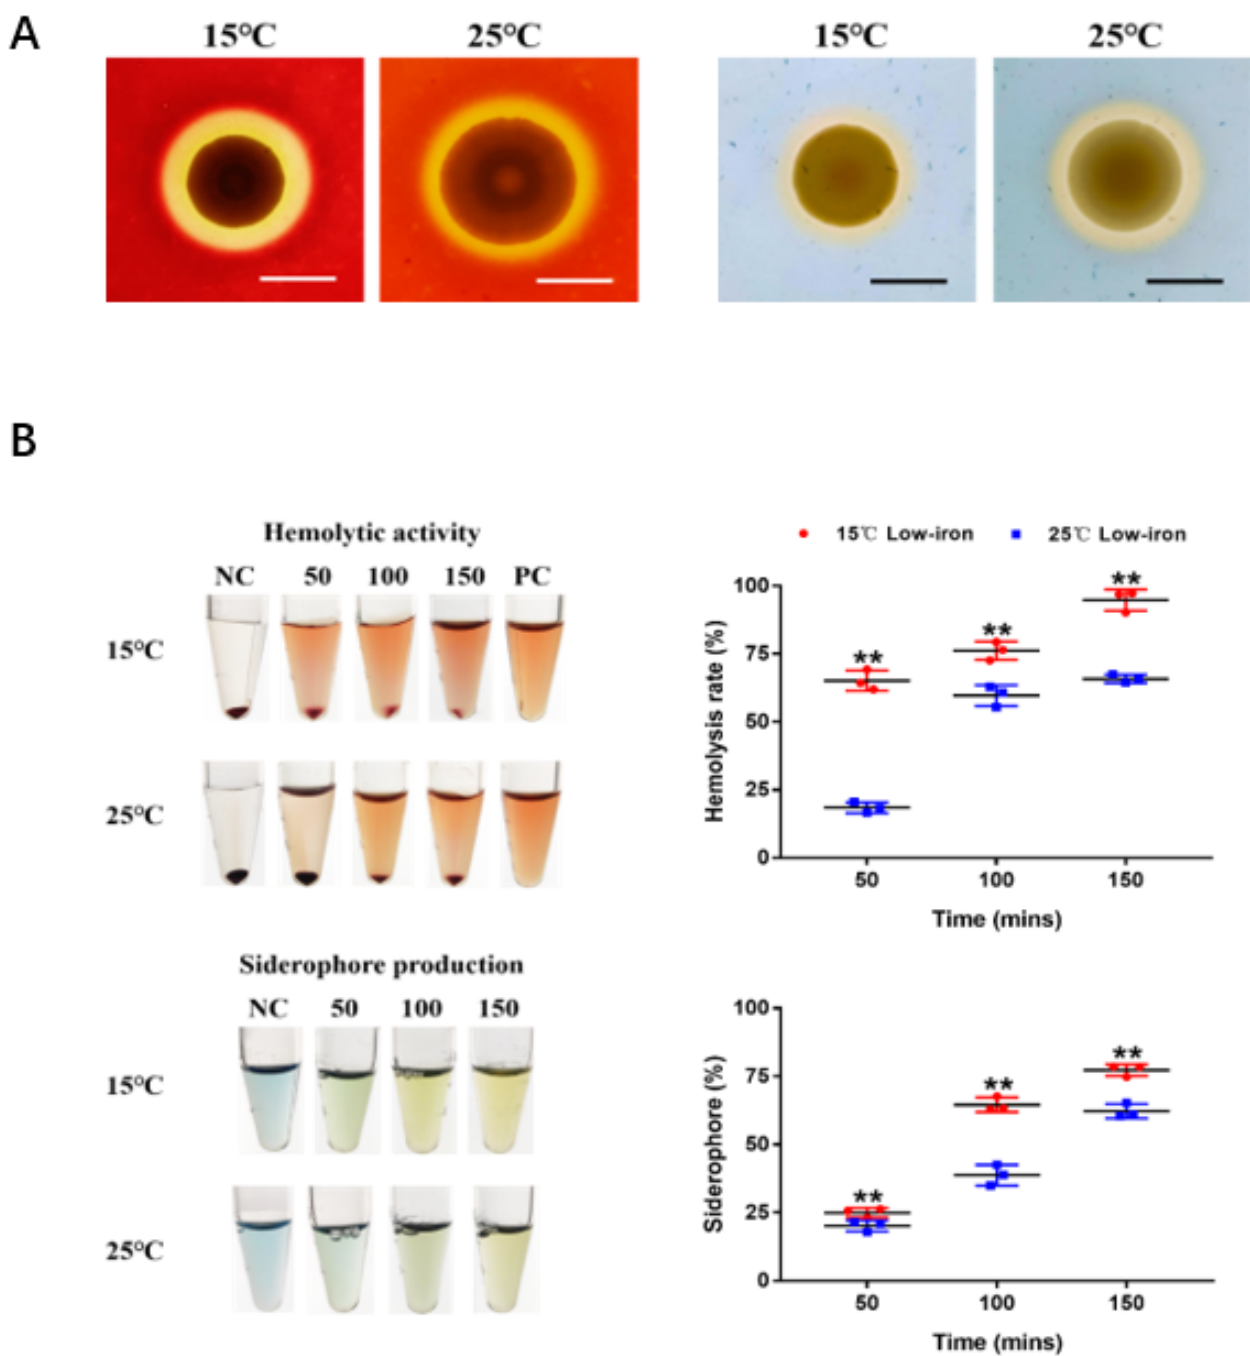 A
15°C 25°C 15°C 25°C
B
Hemolytic activity
NC 50 100 150 PC
15°C
25°C
Siderophore production
NC 50 100 150
15°C
25°C
15℃ Low-iron 25℃ Low-iron
Hemolysis rate (%)
100
75
50
25
0
** ** **
50 100 150
Time (mins)
Siderophore (%)
100
75
50
25
0
** ** **
50 100 150
Time (mins)